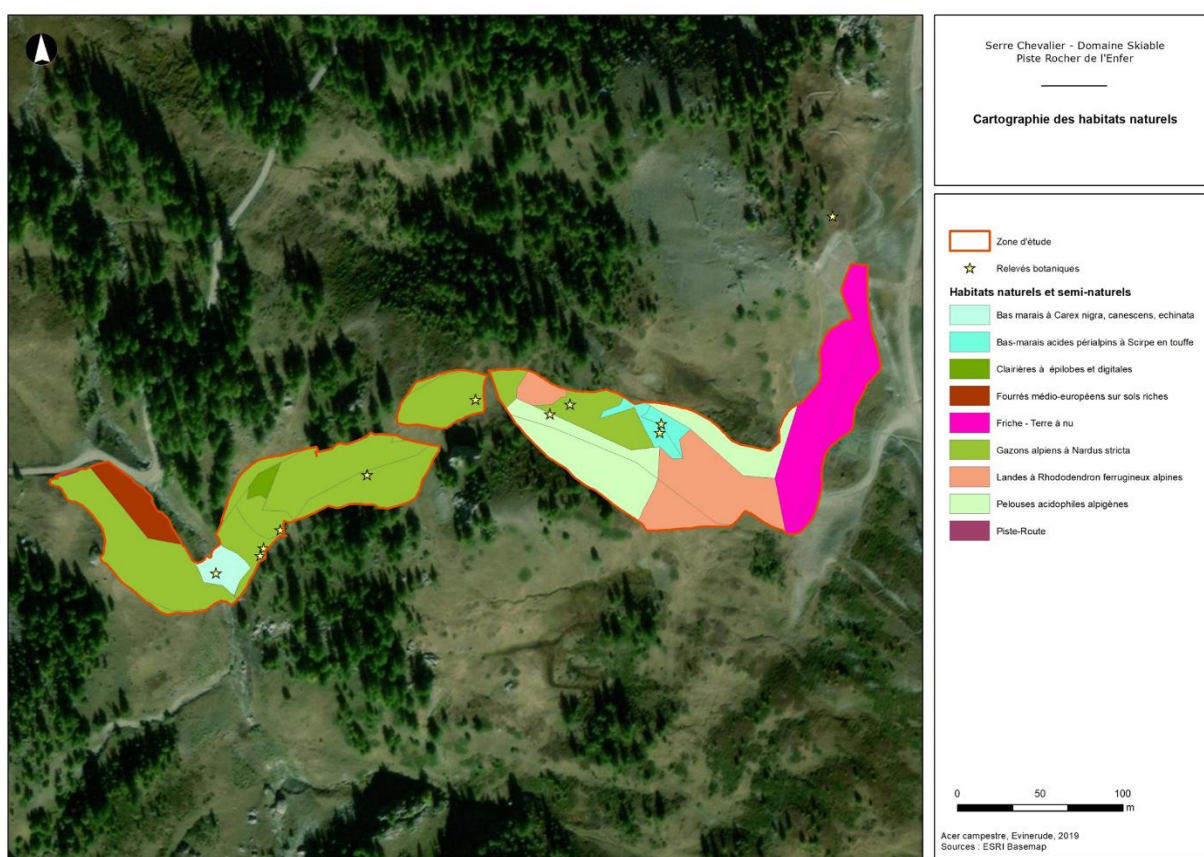 Serre Chevalier - Domaine Skiable
Piste Rocher de l'Enfer
Cartographie des habitats naturels
Zone d'étude
Relevés botaniques
Habitats naturels et semi-naturels
Bas marais à Carex nigra, canescens, echinata
Bas-marais acides périalpins à Scirpe en touffe
Clairières à épilobes et digitales
Fourrés médio-européens sur sols riches
Friche - Terre à nu
Gazons alpiens à Nardus stricta
Landes à Rhododendron ferrugineux alpines
Pelouses acidophiles alpigènes
Piste-Route
0 50 100
m
Acer campestre, Evinerude, 2019
Sources : ESRI Basemap